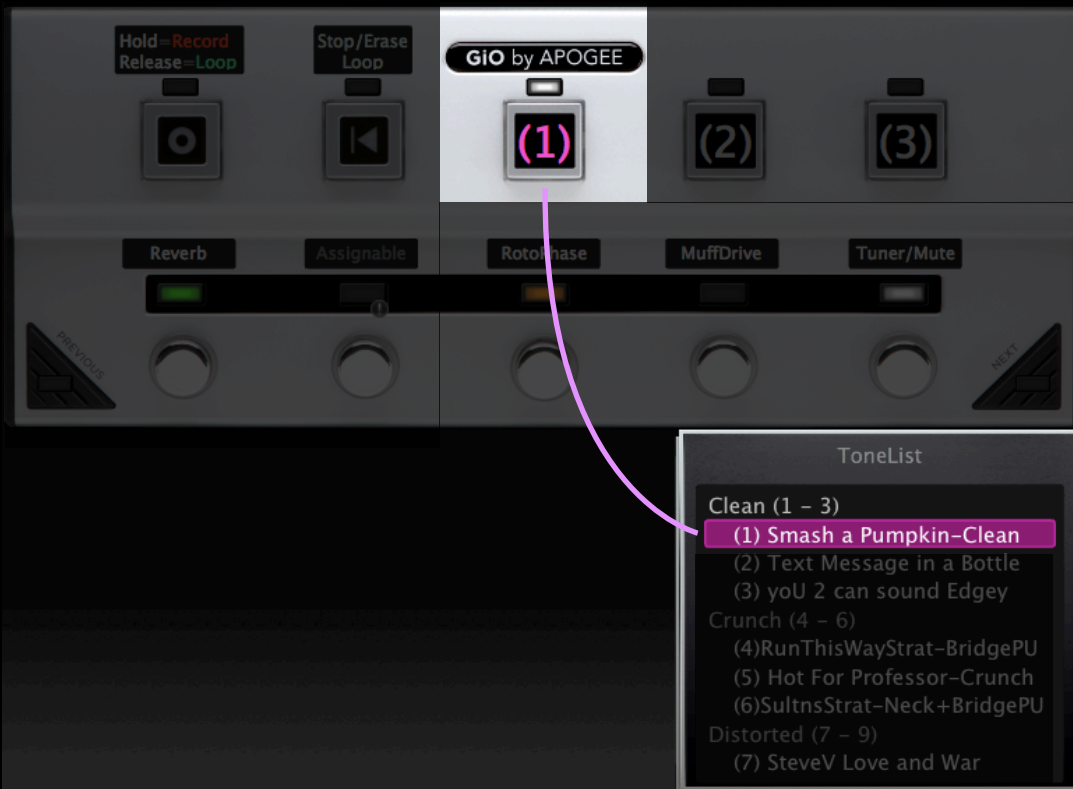 Hold=Record
Release=Loop
Stop/Erase
Loop
GiO by APOGEE
(1)
(2)
(3)
Reverb
Assignable
RotoPhase
MuffDrive
Tuner/Mute
PREVIOUS
NEXT
ToneList
Clean (1 – 3)
(1) Smash a Pumpkin–Clean
(2) Text Message in a Bottle
(3) yoU 2 can sound Edgey
Crunch (4 – 6)
(4)RunThisWayStrat–BridgePU
(5) Hot For Professor–Crunch
(6)SultnsStrat–Neck+BridgePU
Distorted (7 – 9)
(7) SteveV Love and War